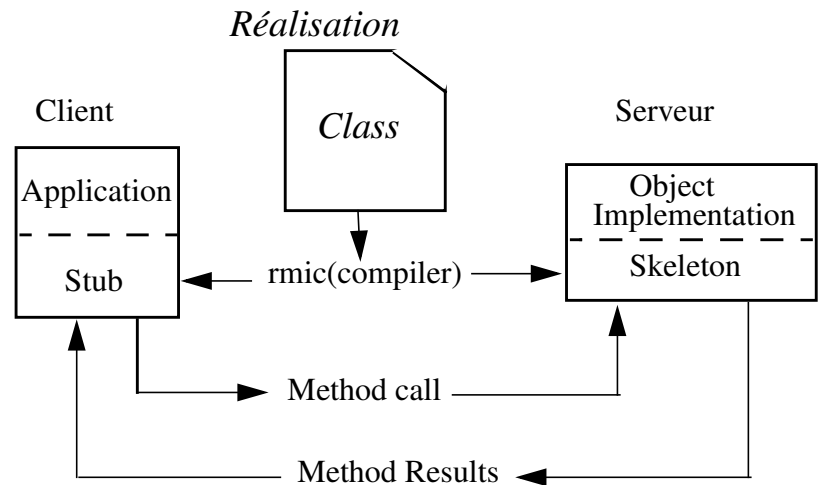 Réalisation
Client
Class
Serveur
Application
Object
Implementation
Stub
rmic(compiler)
Skeleton
Method call
Method Results